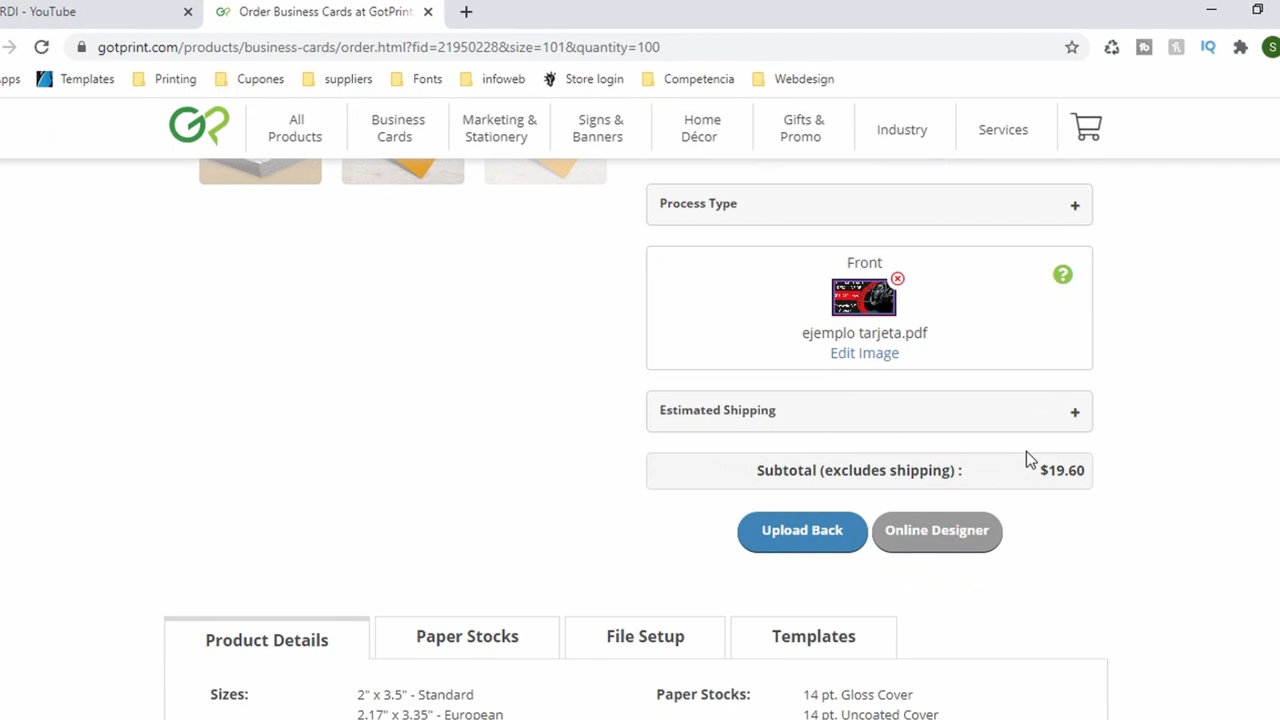 RDI - YouTube
Order Business Cards at GotPrint
gotprint.com/products/business-cards/order.html?fid=21950228&size=101&quantity=100
pps Templates Printing Cupones suppliers Fonts infoweb Store login Competencia Webdesign
All Products
Business Cards
Marketing & Stationery
Signs & Banners
Home Décor
Gifts & Promo
Industry
Services
Process Type +
Front
?
ejemplo tarjeta.pdf
Edit Image
Estimated Shipping +
Subtotal (excludes shipping) : $19.60
Upload Back Online Designer
Product Details Paper Stocks File Setup Templates
Sizes: 2" x 3.5" - Standard
2.17" x 3.35" - European
Paper Stocks: 14 pt. Gloss Cover
14 pt. Uncoated Cover